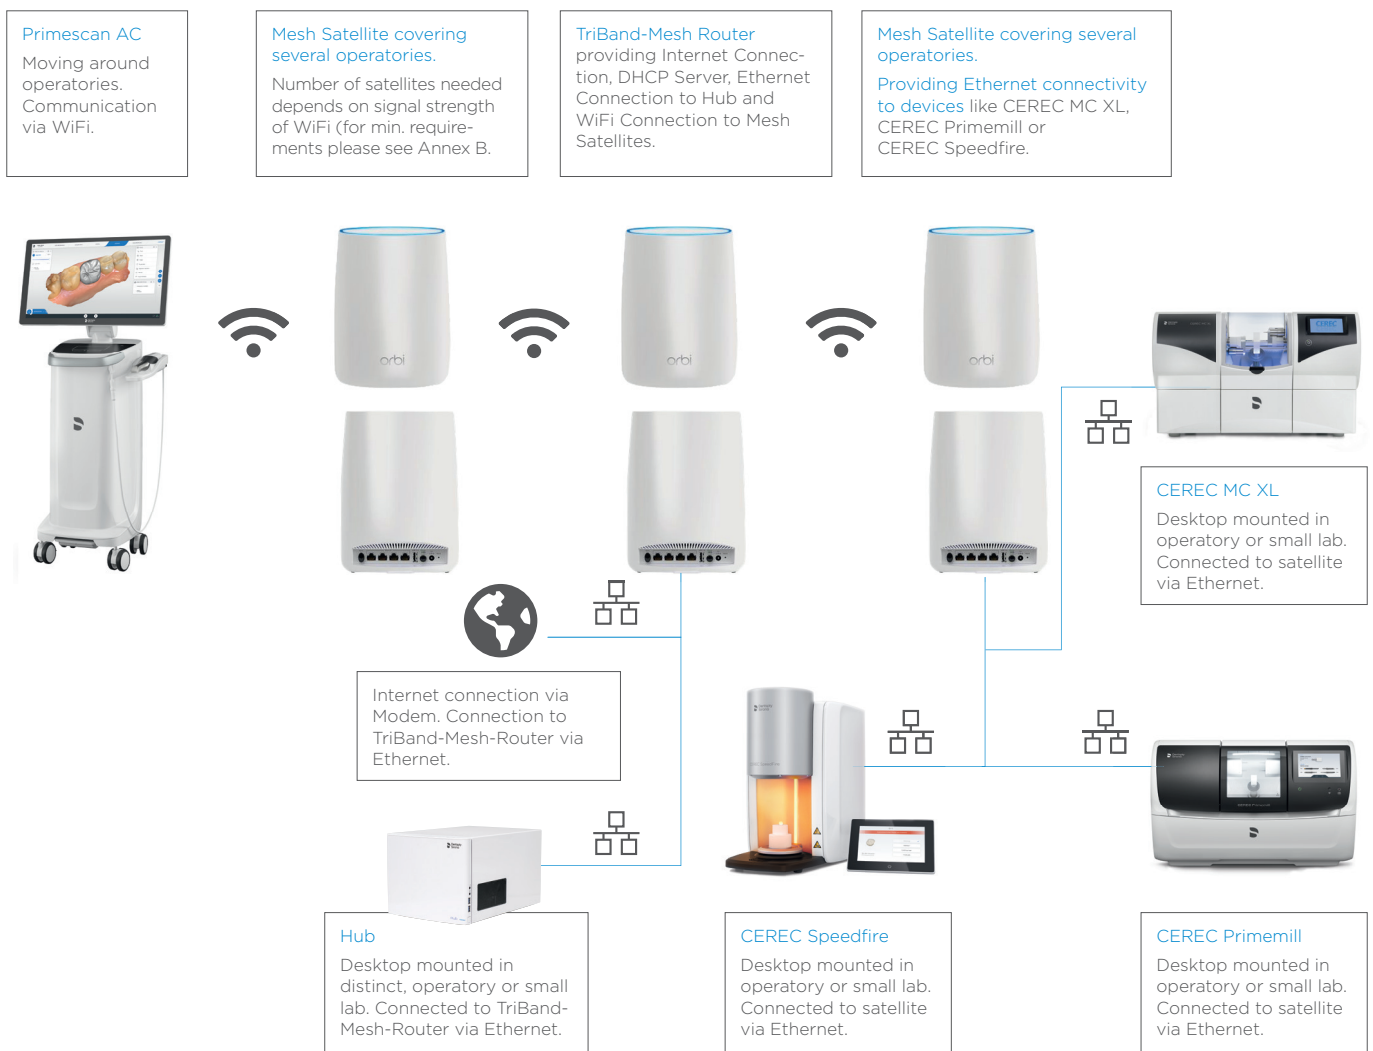 Primescan AC
Moving around
operatories.
Communication
via WiFi.
Mesh Satellite covering
several operatories.
Number of satellites needed
depends on signal strength
of WiFi (for min. require-
ments please see Annex B.
TriBand-Mesh Router
providing Internet Connec-
tion, DHCP Server, Ethernet
Connection to Hub and
WiFi Connection to Mesh
Satellites.
Mesh Satellite covering several
operatories.
Providing Ethernet connectivity
to devices like CEREC MC XL,
CEREC Primemill or
CEREC Speedfire.
orbi
orbi
orbi
CEREC
CEREC MC XL
Desktop mounted in
operatory or small lab.
Connected to satellite
via Ethernet.
Internet connection via
Modem. Connection to
TriBand-Mesh-Router via
Ethernet.
Hub
Desktop mounted in
distinct, operatory or small
lab. Connected to TriBand-
Mesh-Router via Ethernet.
CEREC Speedfire
Desktop mounted in
operatory or small lab.
Connected to satellite
via Ethernet.
CEREC Primemill
Desktop mounted in
operatory or small lab.
Connected to satellite
via Ethernet.